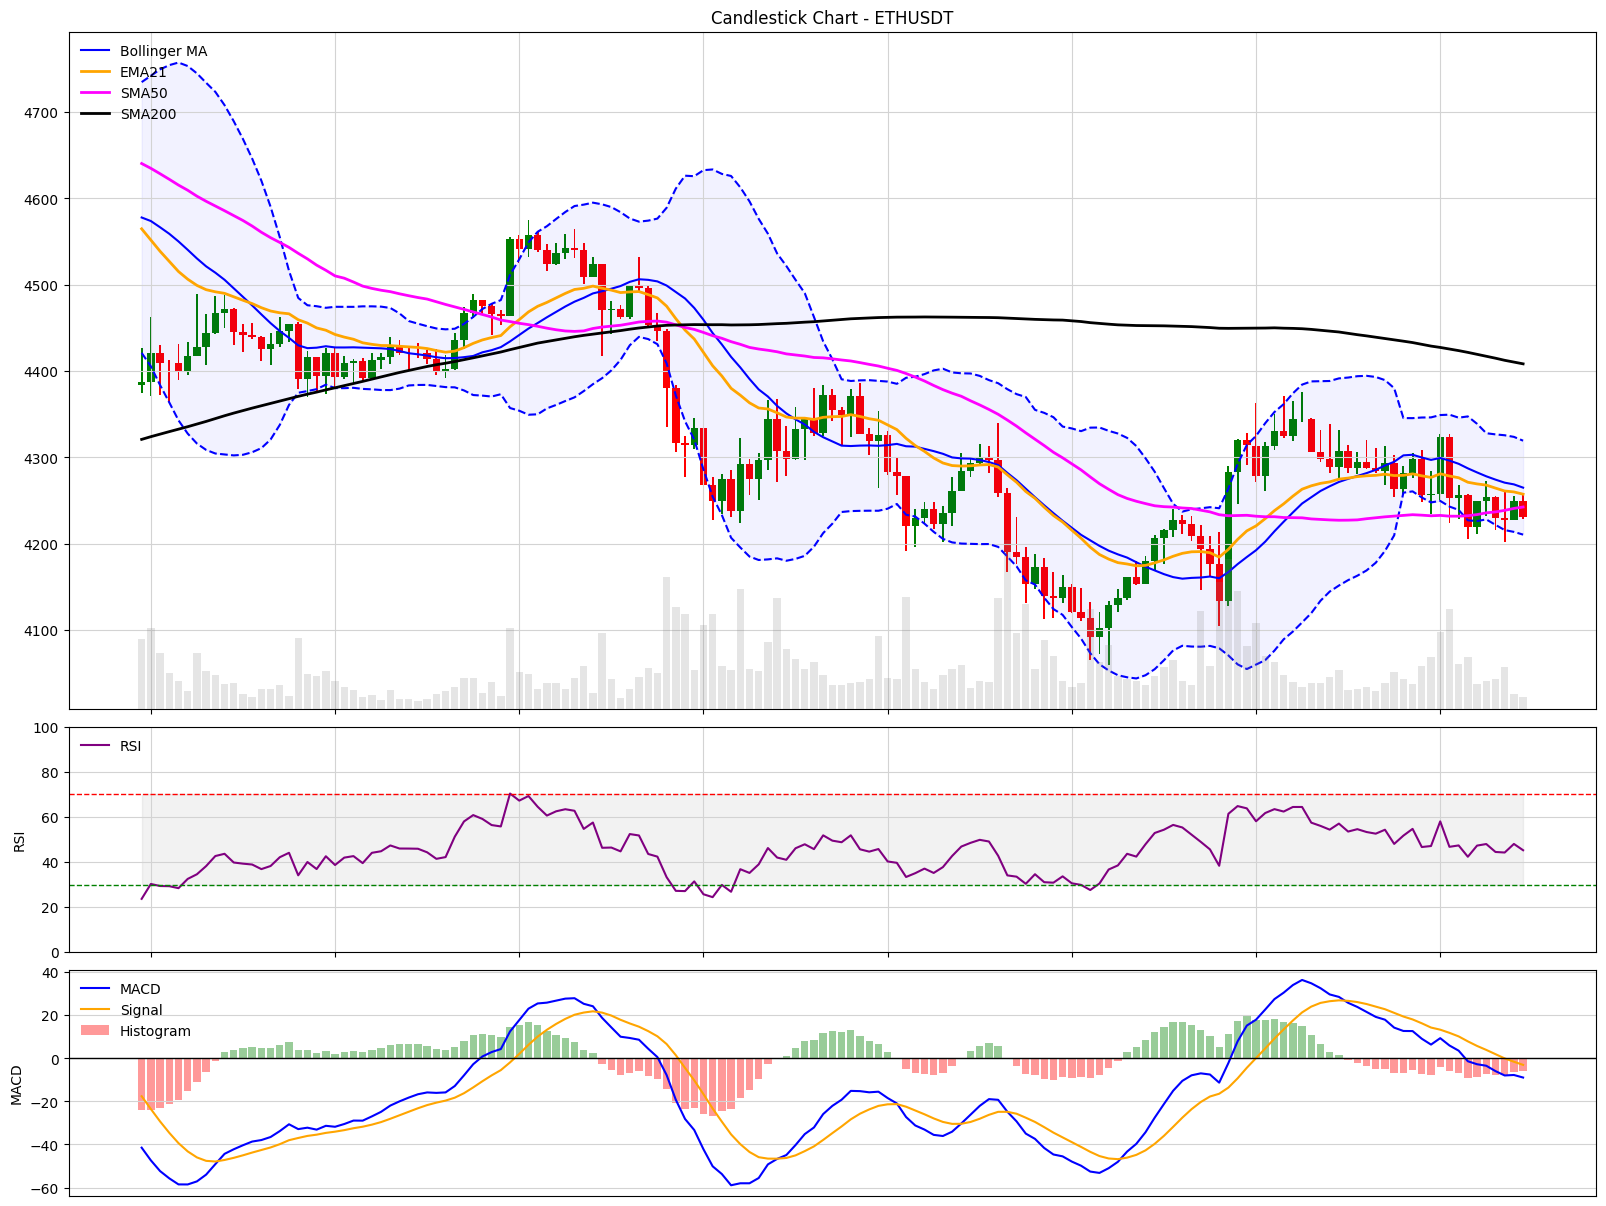 Candlestick Chart - ETHUSDT
Bollinger MA
EMA21
SMA50
SMA200
4700
4600
4500
4400
4300
4200
4100
RSI
RSI
100
80
60
40
20
0
MACD
Signal
Histogram
MACD
40
20
0
−20
−40
−60